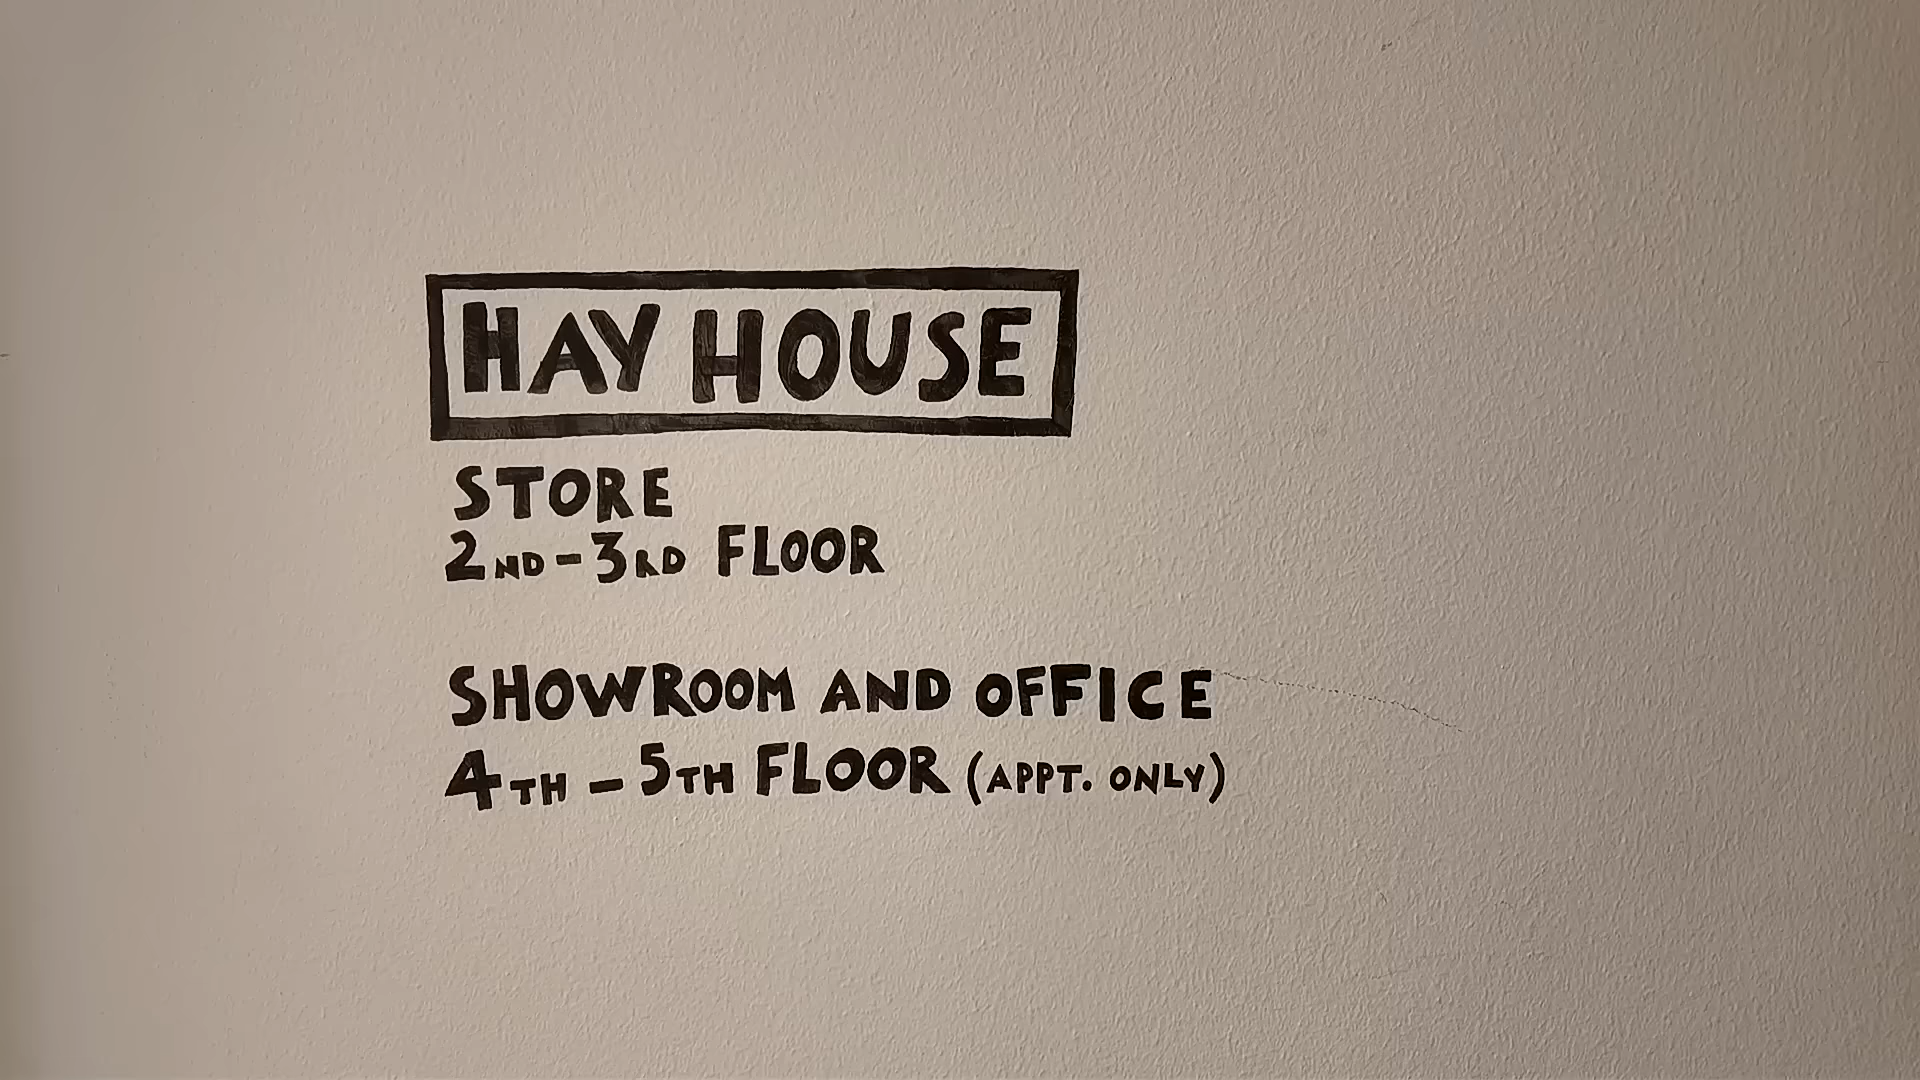 HAY HOUSE
STORE
2ND-3RD FLOOR
SHOWROOM AND OFFICE
4TH - 5TH FLOOR (APPT. ONLY)